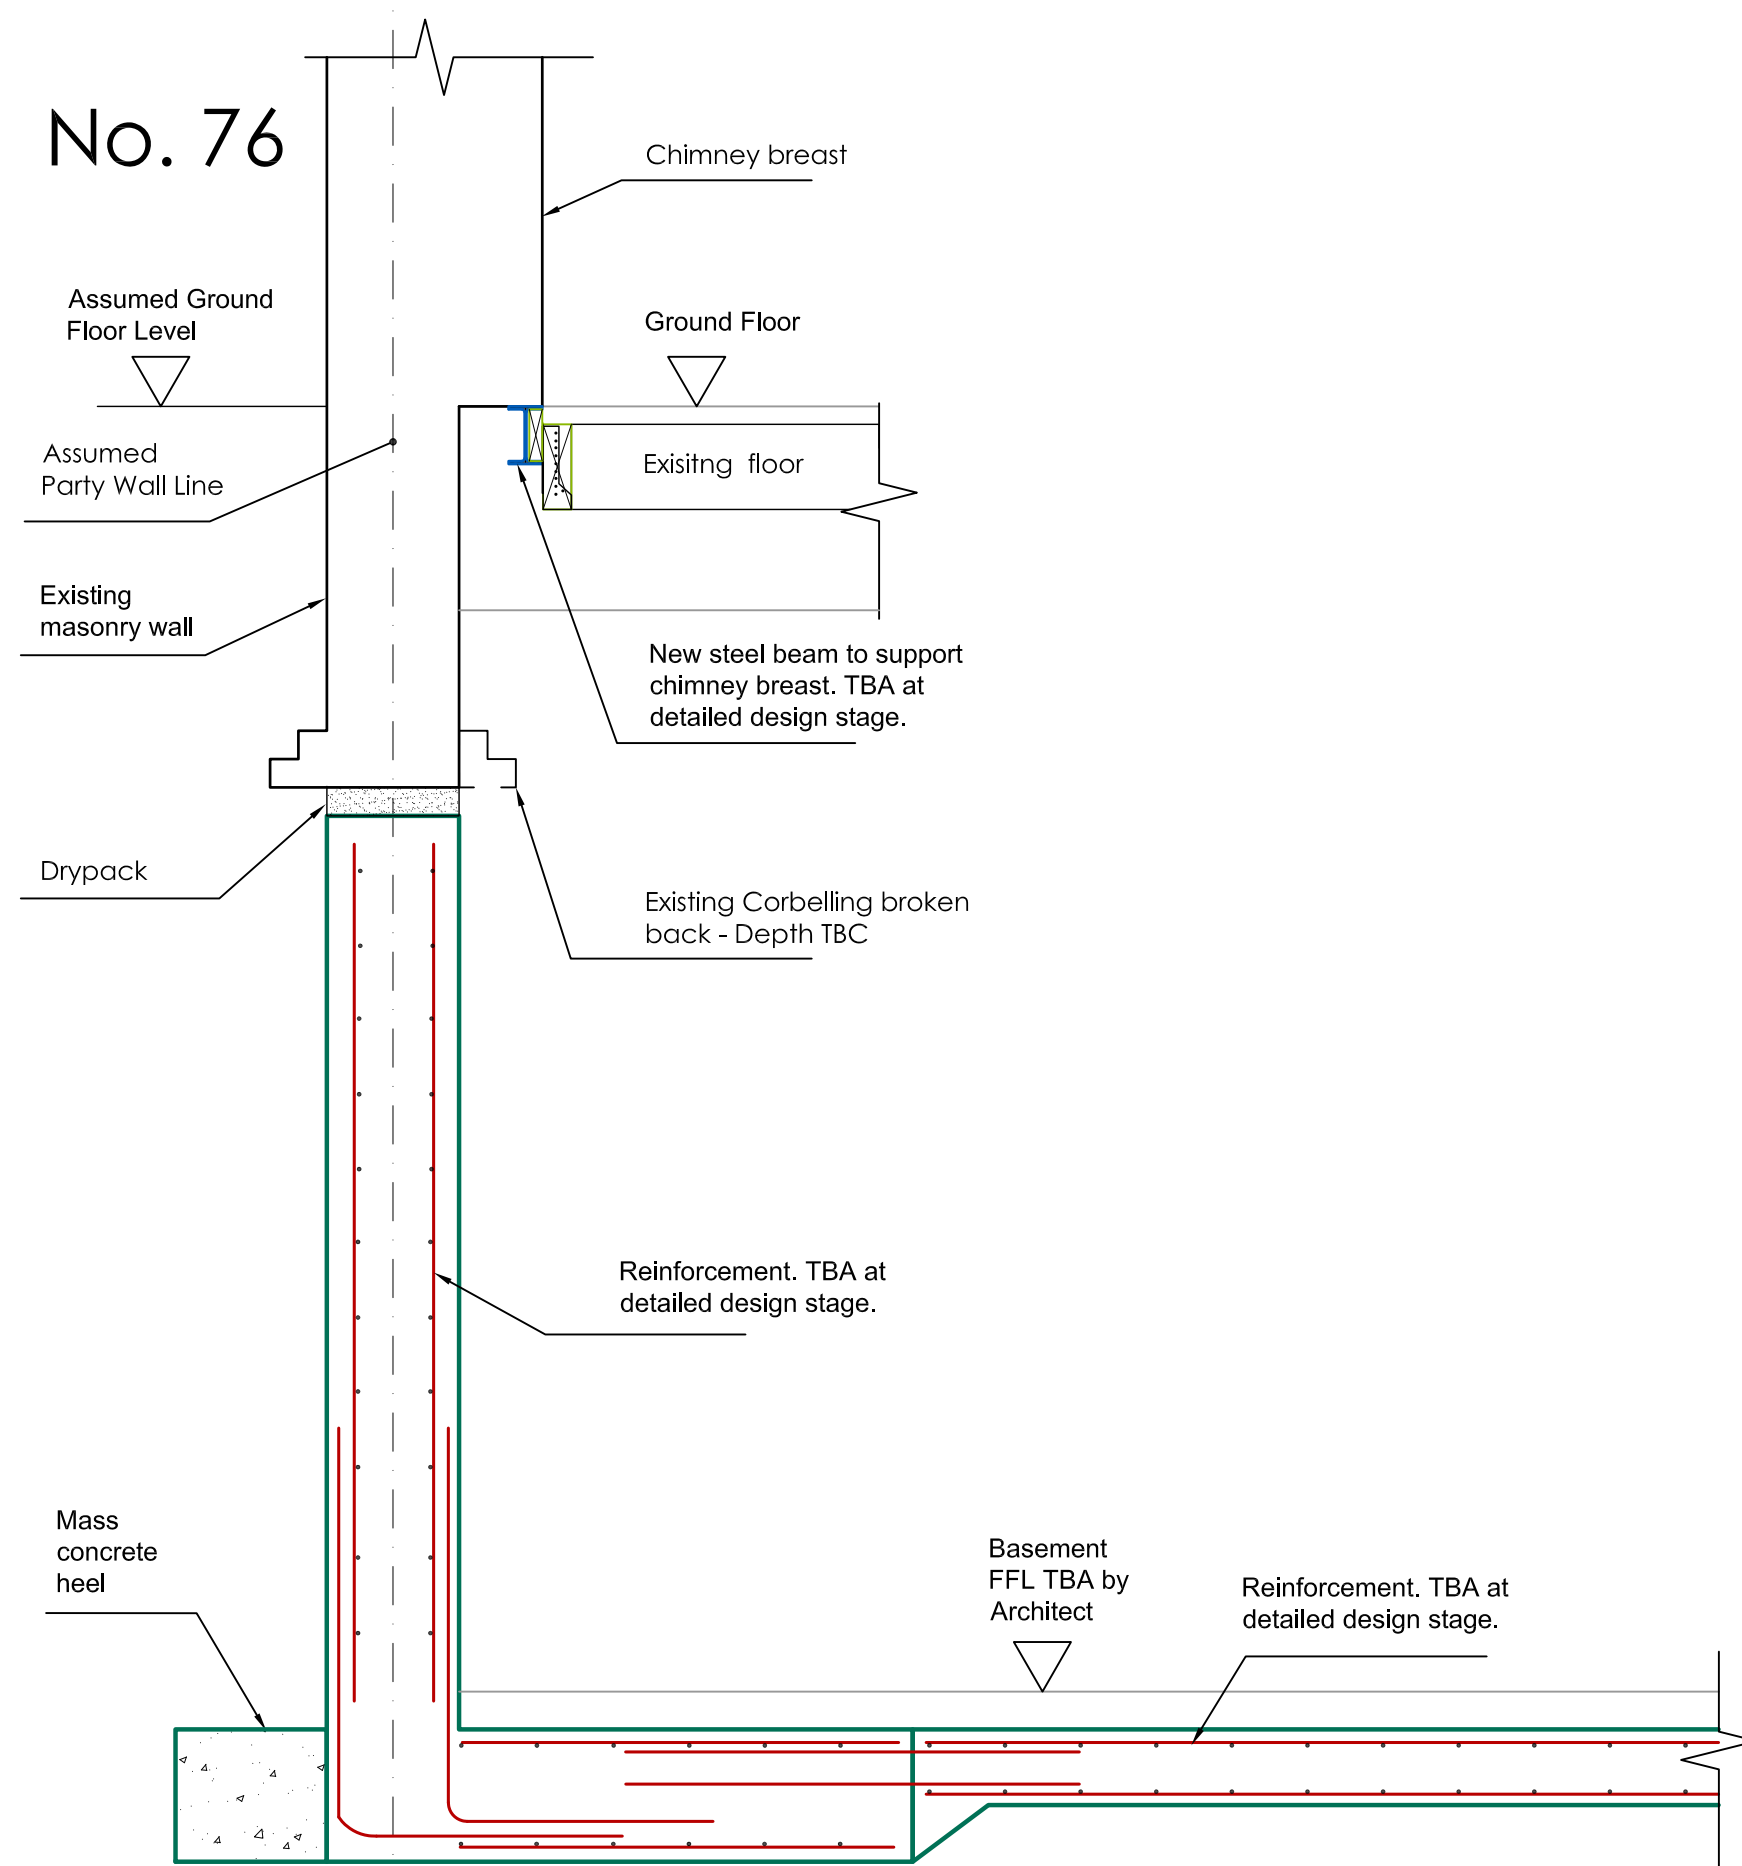 No. 76
Chimney breast
Assumed Ground
Floor Level
Ground Floor
Assumed
Party Wall Line
Exisitng floor
Existing
masonry wall
New steel beam to support
chimney breast. TBA at
detailed design stage.
Drypack
Existing Corbelling broken
back - Depth TBC
Reinforcement. TBA at
detailed design stage.
Mass
concrete
heel
Basement
FFL TBA by
Architect
Reinforcement. TBA at
detailed design stage.